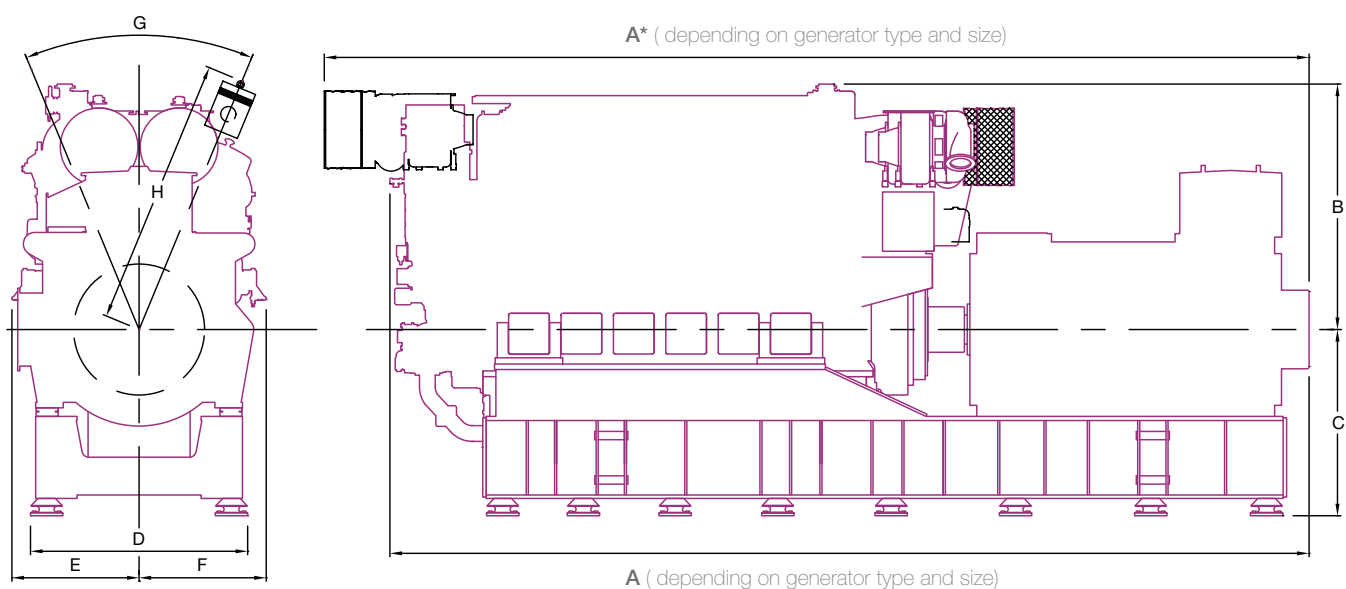 G
A* ( depending on generator type and size)
H
B
C
D
E
F
A ( depending on generator type and size)